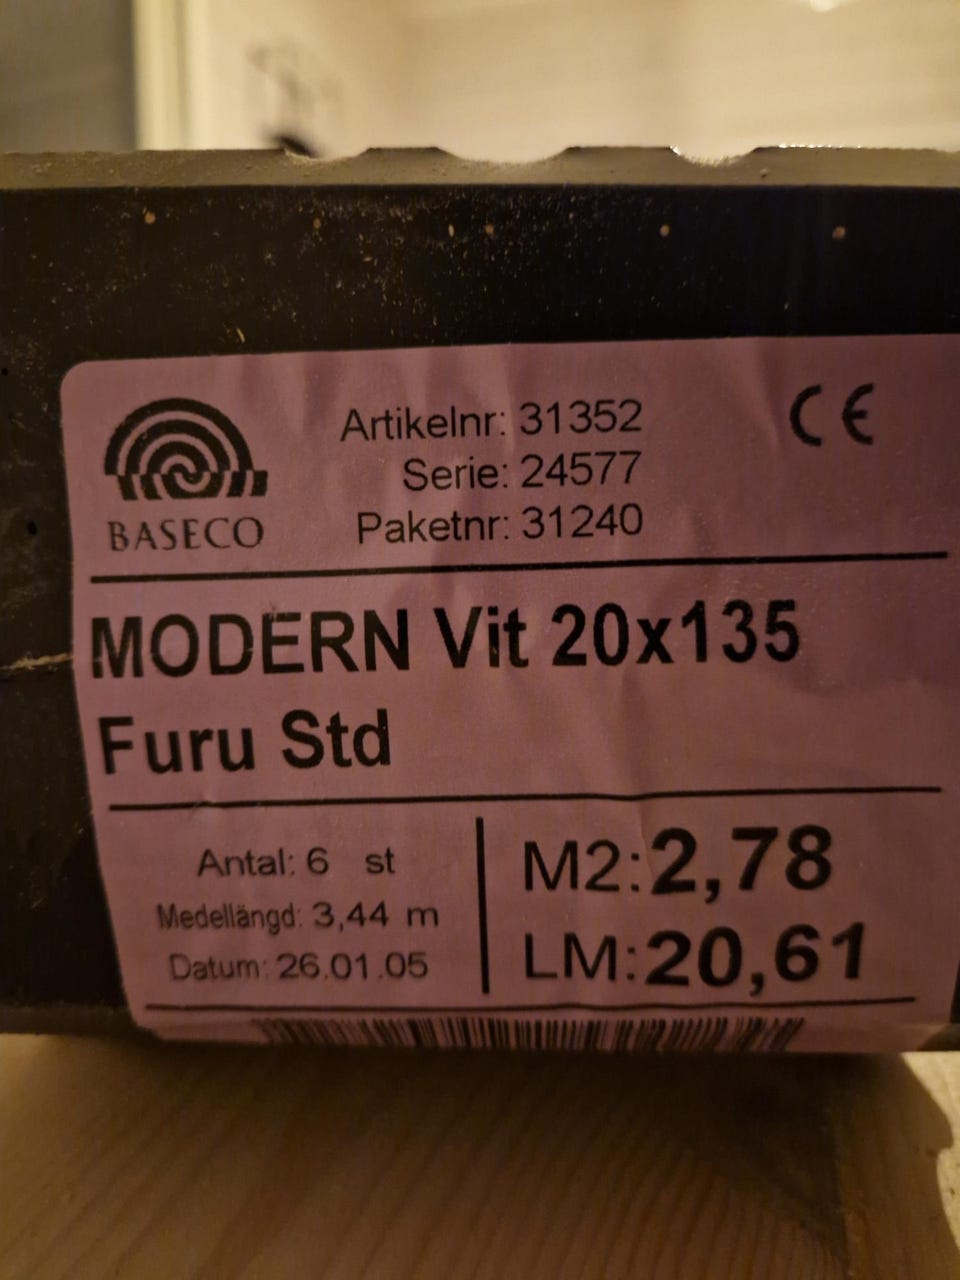 BASECO
Artikelnr: 31352
Serie: 24577
Paketnr: 31240
CE
MODERN Vit 20x135
Furu Std
Antal: 6 st
Medellängd: 3,44 m
Datum: 26.01.05
M2: 2,78
LM: 20,61